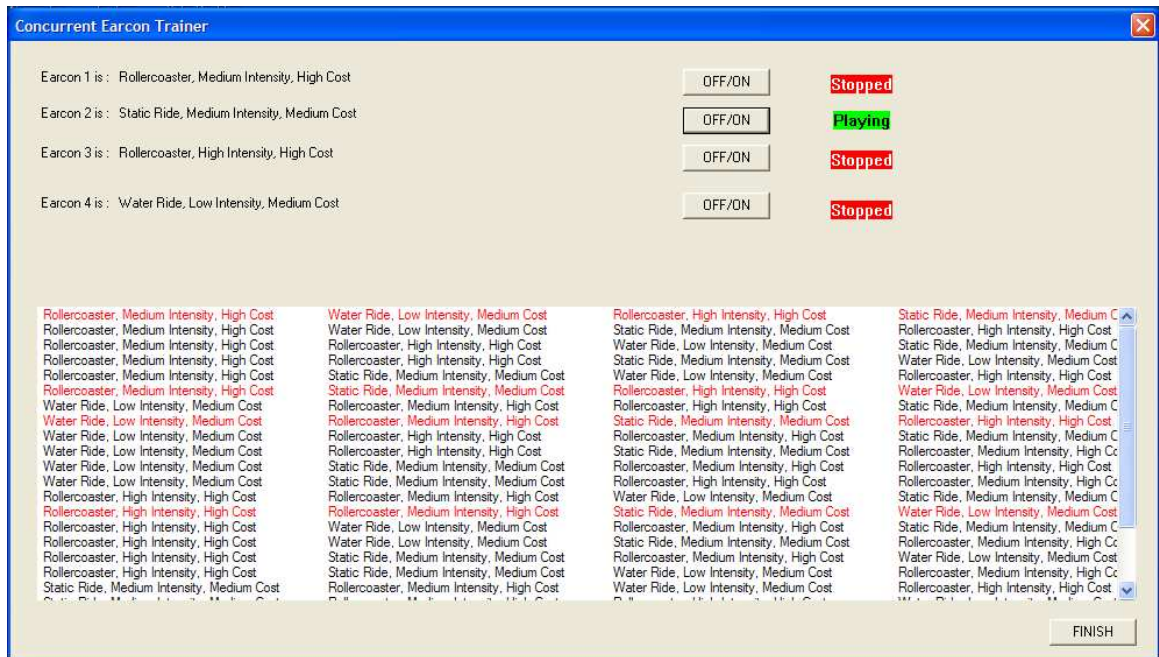 Concurrent Earcon Trainer
Earcon 1 is : Rollercoaster, Medium Intensity, High Cost OFF/ON Stopped
Earcon 2 is : Static Ride, Medium Intensity, Medium Cost OFF/ON Playing
Earcon 3 is : Rollercoaster, High Intensity, High Cost OFF/ON Stopped
Earcon 4 is : Water Ride, Low Intensity, Medium Cost OFF/ON Stopped
Rollercoaster, Medium Intensity, High Cost Water Ride, Low Intensity, Medium Cost Rollercoaster, High Intensity, High Cost Static Ride, Medium Intensity, Medium C
Rollercoaster, Medium Intensity, High Cost Water Ride, Low Intensity, Medium Cost Static Ride, Medium Intensity, Medium Cost Rollercoaster, High Intensity, High Cost
Rollercoaster, Medium Intensity, High Cost Rollercoaster, High Intensity, High Cost Water Ride, Low Intensity, Medium Cost Static Ride, Medium Intensity, Medium C
Rollercoaster, Medium Intensity, High Cost Rollercoaster, High Intensity, High Cost Static Ride, Medium Intensity, Medium Cost Water Ride, Low Intensity, Medium Cost
Rollercoaster, Medium Intensity, High Cost Static Ride, Medium Intensity, Medium Cost Water Ride, Low Intensity, Medium Cost Rollercoaster, High Intensity, High Cost
Rollercoaster, Medium Intensity, High Cost Static Ride, Medium Intensity, Medium Cost Rollercoaster, High Intensity, High Cost Water Ride, Low Intensity, Medium Cost
Water Ride, Low Intensity, Medium Cost Rollercoaster, Medium Intensity, High Cost Rollercoaster, High Intensity, High Cost Static Ride, Medium Intensity, Medium C
Water Ride, Low Intensity, Medium Cost Rollercoaster, Medium Intensity, High Cost Static Ride, Medium Intensity, Medium Cost Rollercoaster, High Intensity, High Cost
Water Ride, Low Intensity, Medium Cost Rollercoaster, High Intensity, High Cost Rollercoaster, Medium Intensity, High Cost Static Ride, Medium Intensity, Medium C
Water Ride, Low Intensity, Medium Cost Rollercoaster, High Intensity, High Cost Static Ride, Medium Intensity, Medium Cost Rollercoaster, Medium Intensity, High Cc
Water Ride, Low Intensity, Medium Cost Static Ride, Medium Intensity, Medium Cost Rollercoaster, Medium Intensity, High Cost Rollercoaster, High Intensity, High Cost
Water Ride, Low Intensity, Medium Cost Static Ride, Medium Intensity, Medium Cost Rollercoaster, High Intensity, High Cost Rollercoaster, Medium Intensity, High Cc
Rollercoaster, High Intensity, High Cost Rollercoaster, Medium Intensity, High Cost Water Ride, Low Intensity, Medium Cost Static Ride, Medium Intensity, Medium C
Rollercoaster, High Intensity, High Cost Rollercoaster, Medium Intensity, High Cost Static Ride, Medium Intensity, Medium Cost Water Ride, Low Intensity, Medium Cost
Rollercoaster, High Intensity, High Cost Water Ride, Low Intensity, Medium Cost Rollercoaster, Medium Intensity, High Cost Static Ride, Medium Intensity, Medium C
Rollercoaster, High Intensity, High Cost Water Ride, Low Intensity, Medium Cost Static Ride, Medium Intensity, Medium Cost Rollercoaster, Medium Intensity, High Cc
Rollercoaster, High Intensity, High Cost Static Ride, Medium Intensity, Medium Cost Rollercoaster, Medium Intensity, High Cost Water Ride, Low Intensity, Medium Cost
Rollercoaster, High Intensity, High Cost Static Ride, Medium Intensity, Medium Cost Water Ride, Low Intensity, Medium Cost Rollercoaster, Medium Intensity, High Cc
Static Ride, Medium Intensity, Medium Cost Rollercoaster, Medium Intensity, High Cost Water Ride, Low Intensity, Medium Cost Rollercoaster, High Intensity, High Cost
FINISH